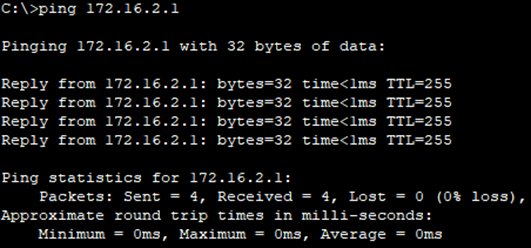 C:\>ping 172.16.2.1
Pinging 172.16.2.1 with 32 bytes of data:
Reply from 172.16.2.1: bytes=32 time<1ms TTL=255
Reply from 172.16.2.1: bytes=32 time<1ms TTL=255
Reply from 172.16.2.1: bytes=32 time<1ms TTL=255
Reply from 172.16.2.1: bytes=32 time<1ms TTL=255
Ping statistics for 172.16.2.1:
    Packets: Sent = 4, Received = 4, Lost = 0 (0% loss),
Approximate round trip times in milli-seconds:
    Minimum = 0ms, Maximum = 0ms, Average = 0ms